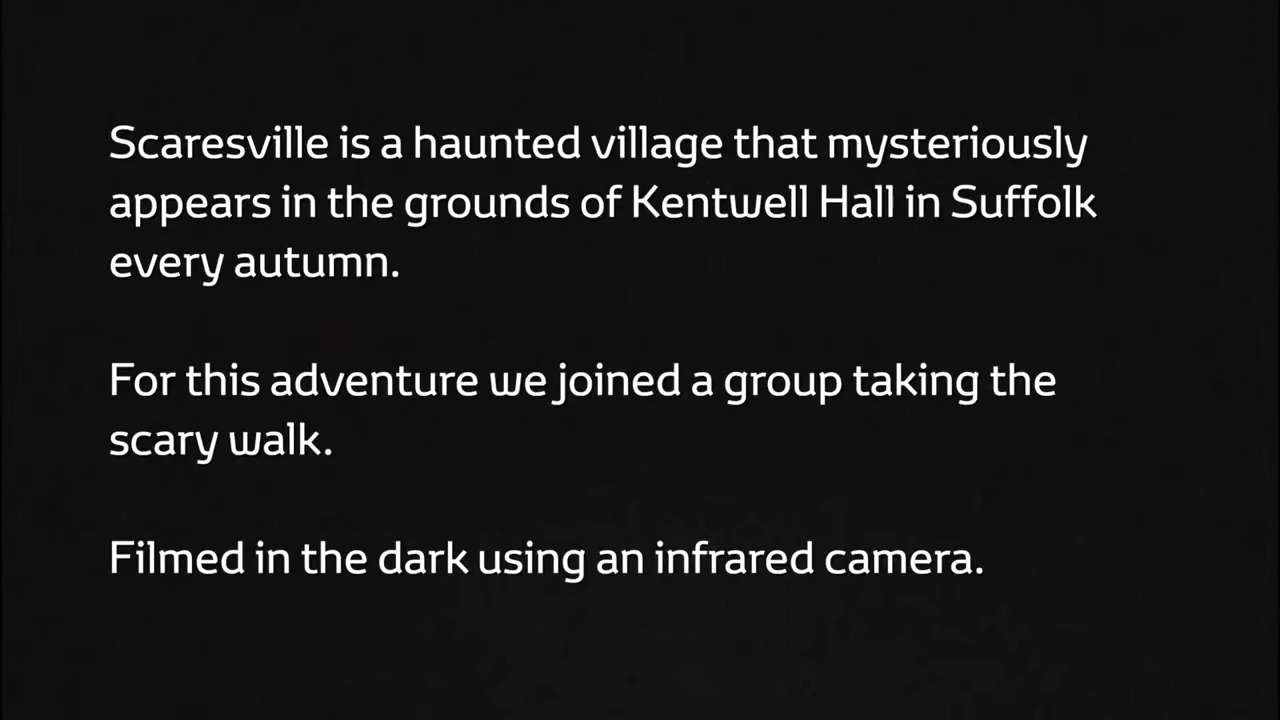 Scaresville is a haunted village that mysteriously
appears in the grounds of Kentwell Hall in Suffolk
every autumn.
For this adventure we joined a group taking the
scary walk.
Filmed in the dark using an infrared camera.